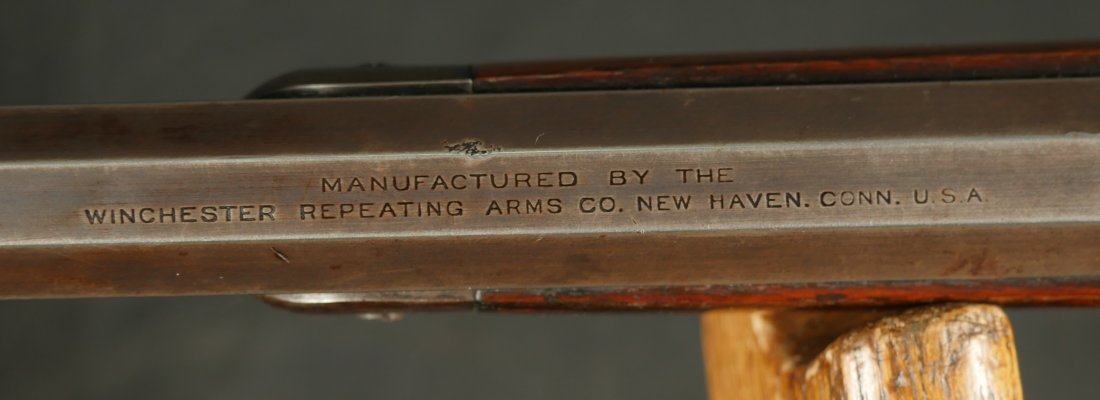 MANUFACTURED BY THE
WINCHESTER REPEATING ARMS CO. NEW HAVEN. CONN. U.S.A.